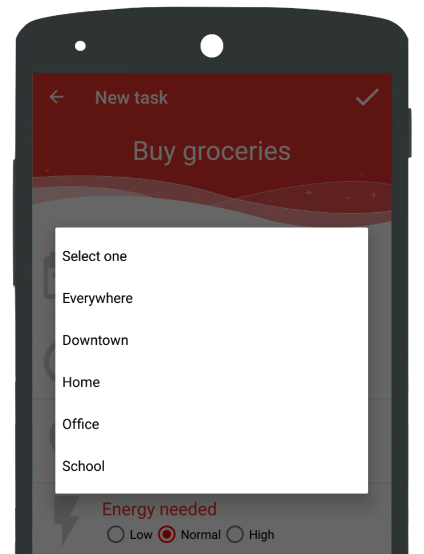 New task
Buy groceries
Select one
Everywhere
Downtown
Home
Office
School
Energy needed
Low Normal High